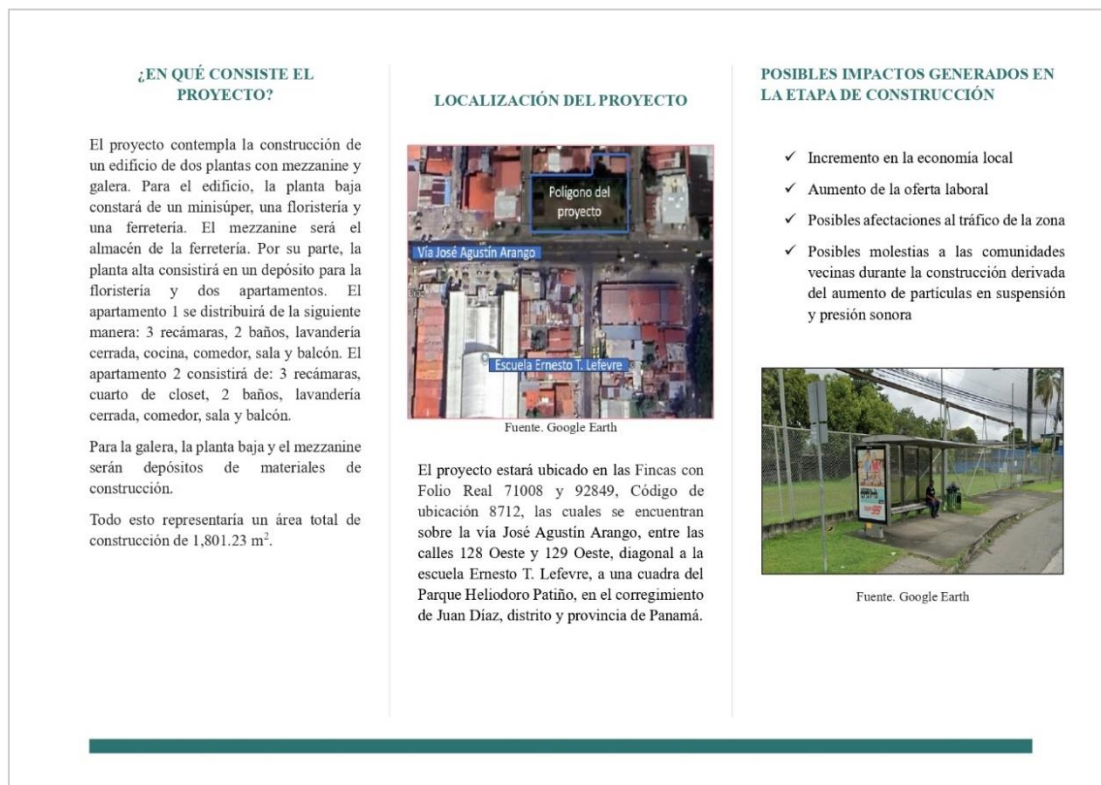 ¿EN QUÉ CONSISTE EL
PROYECTO?
El proyecto contempla la construcción de
un edificio de dos plantas con mezzanine y
galera. Para el edificio, la planta baja
constará de un minisúper, una floristería y
una ferretería. El mezzanine será el
almacén de la ferretería. Por su parte, la
planta alta consistirá en un depósito para la
floristería y dos apartamentos. El
apartamento 1 se distribuirá de la siguiente
manera: 3 recámaras, 2 baños, lavandería
cerrada, cocina, comedor, sala y balcón. El
apartamento 2 consistirá de: 3 recámaras,
cuarto de closet, 2 baños, lavandería
cerrada, comedor, sala y balcón.
Para la galera, la planta baja y el mezzanine
serán depósitos de materiales de
construcción.
Todo esto representaría un área total de
construcción de 1,801.23 m².
LOCALIZACIÓN DEL PROYECTO
Polígono del
proyecto
Vía José Agustín Arango
Escuela Ernesto T. Lefevre
Fuente. Google Earth
El proyecto estará ubicado en las Fincas con
Folio Real 71008 y 92849, Código de
ubicación 8712, las cuales se encuentran
sobre la vía José Agustín Arango, entre las
calles 128 Oeste y 129 Oeste, diagonal a la
escuela Ernesto T. Lefevre, a una cuadra del
Parque Heliodoro Patiño, en el corregimiento
de Juan Díaz, distrito y provincia de Panamá.
POSIBLES IMPACTOS GENERADOS EN
LA ETAPA DE CONSTRUCCIÓN
✓ Incremento en la economía local
✓ Aumento de la oferta laboral
✓ Posibles afectaciones al tráfico de la zona
✓ Posibles molestias a las comunidades
vecinas durante la construcción derivada
del aumento de partículas en suspensión
y presión sonora
Fuente. Google Earth